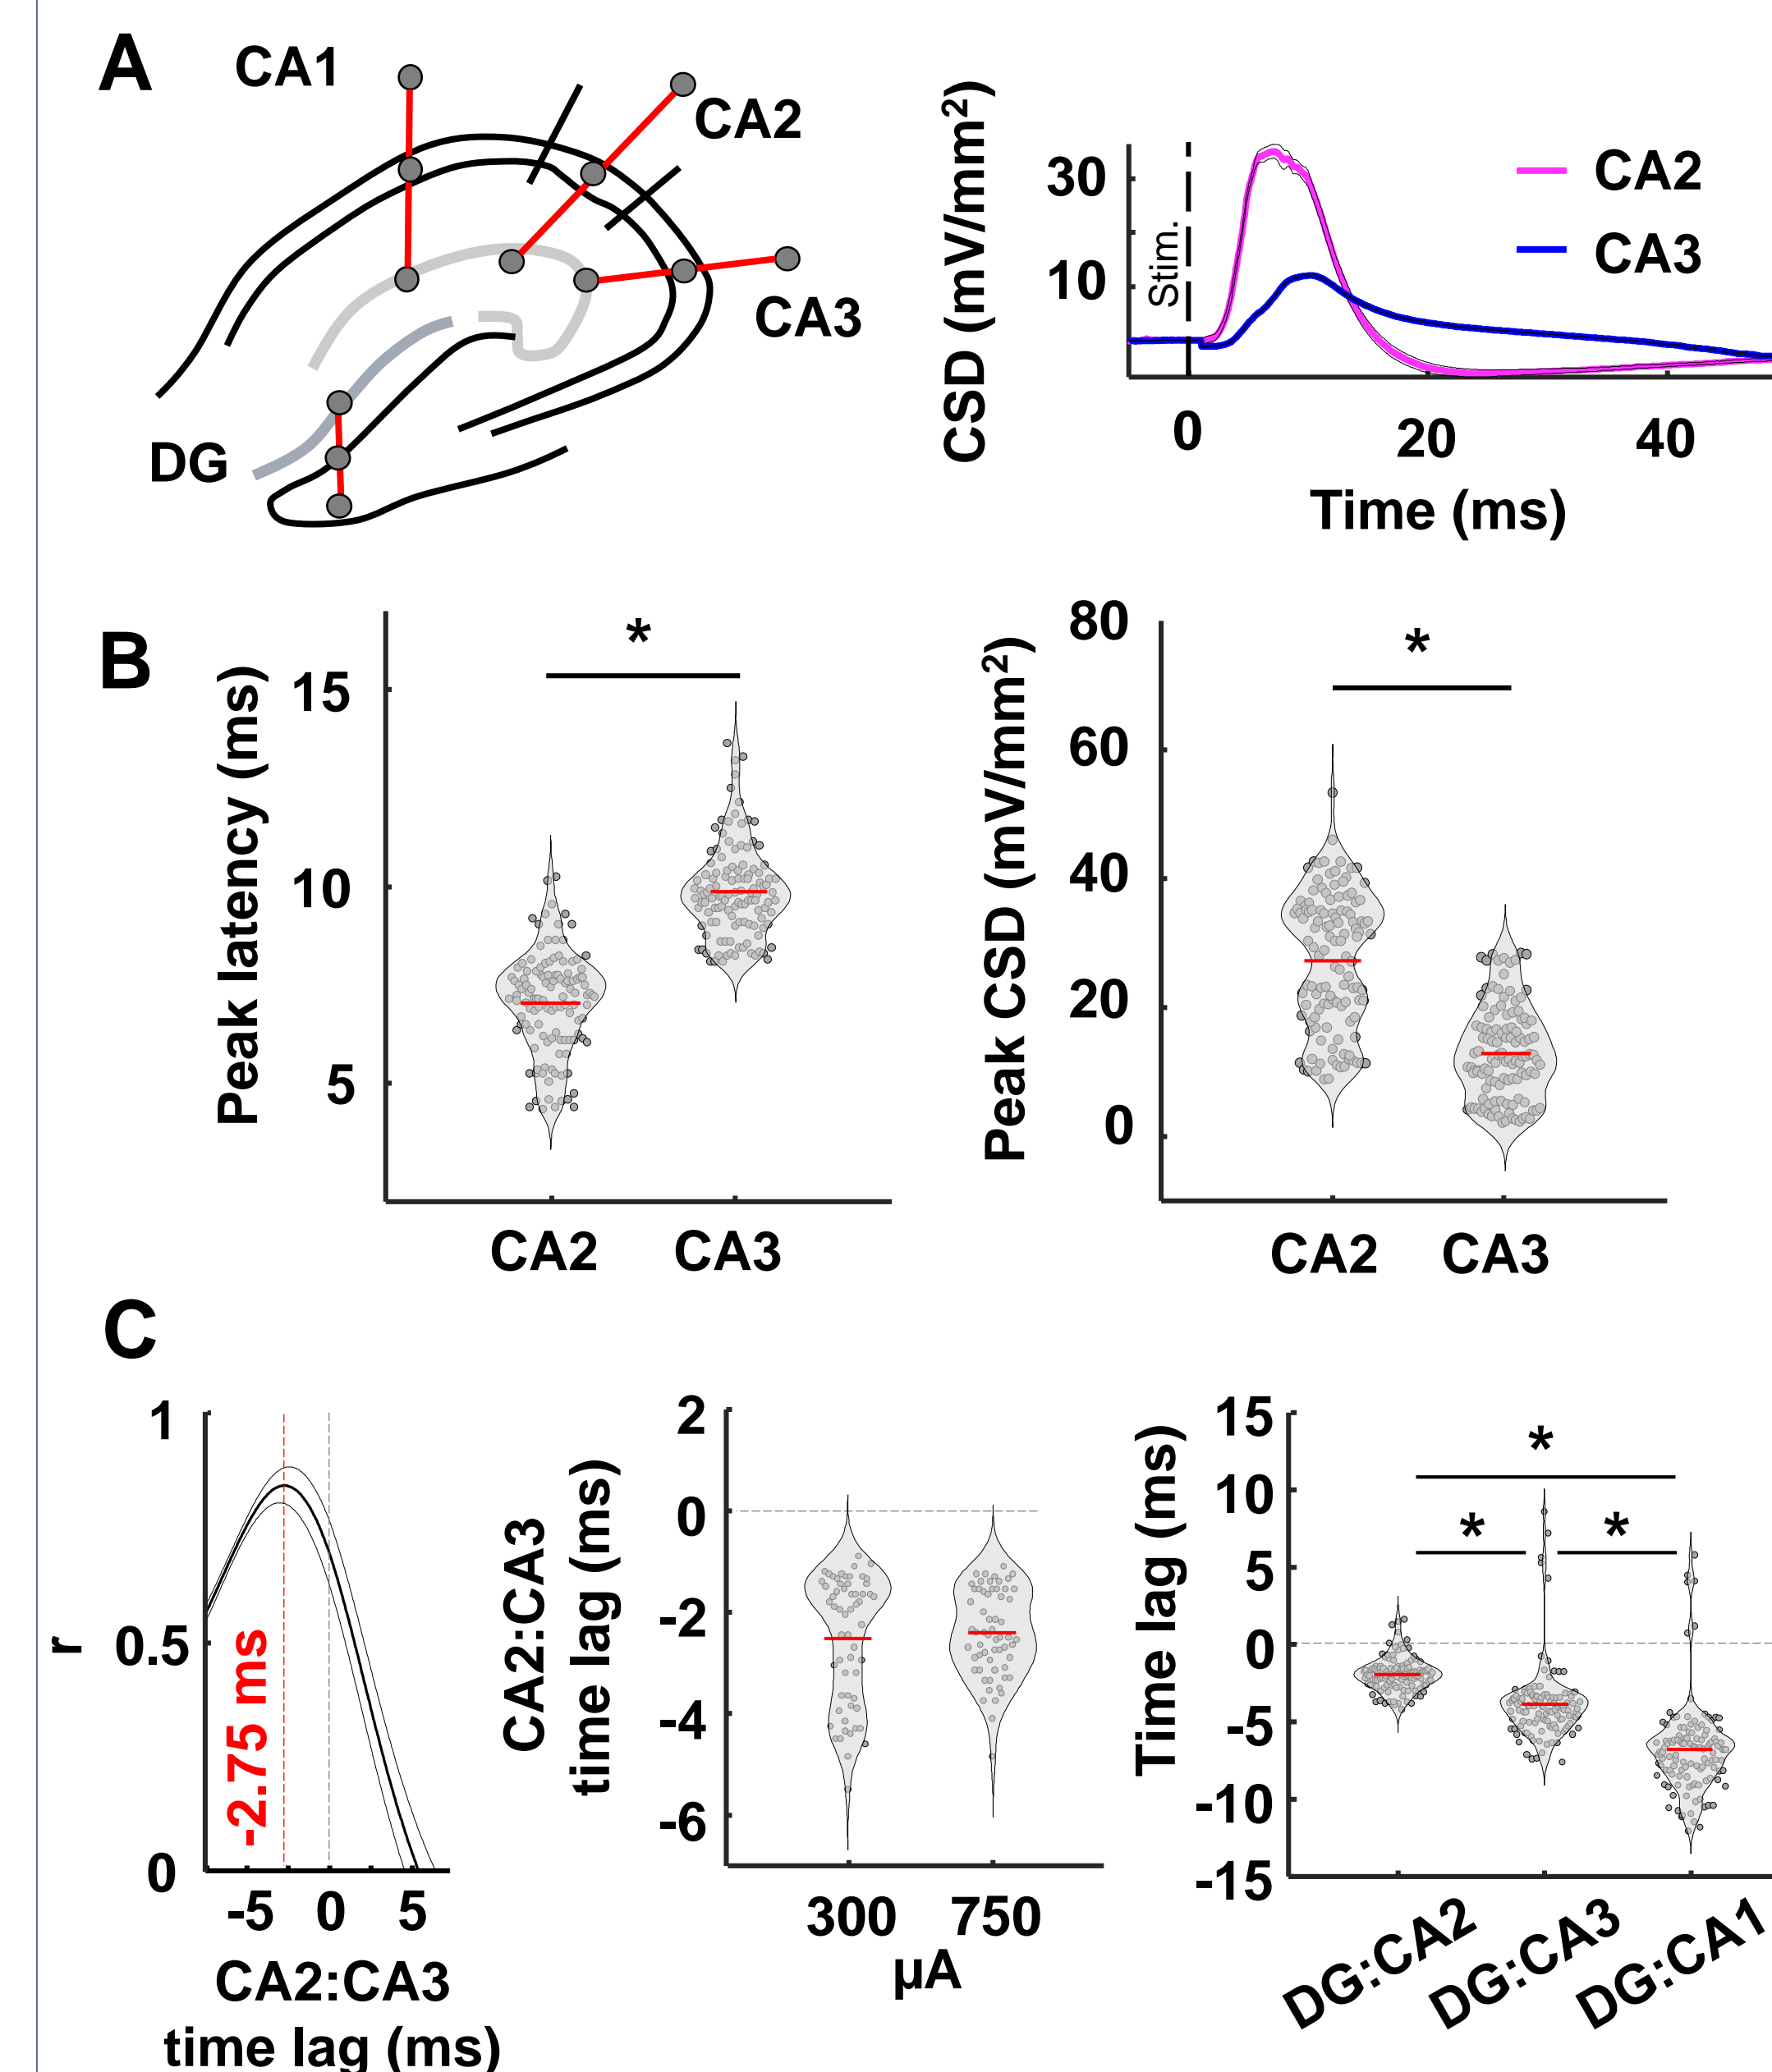 A
CA1
CA2
CA3
DG
CSD (mV/mm²)
30
10
Stim.
CA2
CA3
0
20
40
Time (ms)
B
Peak latency (ms)
15
10
5
*
CA2
CA3
Peak CSD (mV/mm²)
80
60
40
20
0
*
CA2
CA3
C
r
1
0.5
0
-2.75 ms
-5
0
5
CA2:CA3
time lag (ms)
CA2:CA3
time lag (ms)
2
0
-2
-4
-6
300
750
µA
Time lag (ms)
15
10
5
0
-5
-10
-15
*
*
*
DG:CA2
DG:CA3
DG:CA1